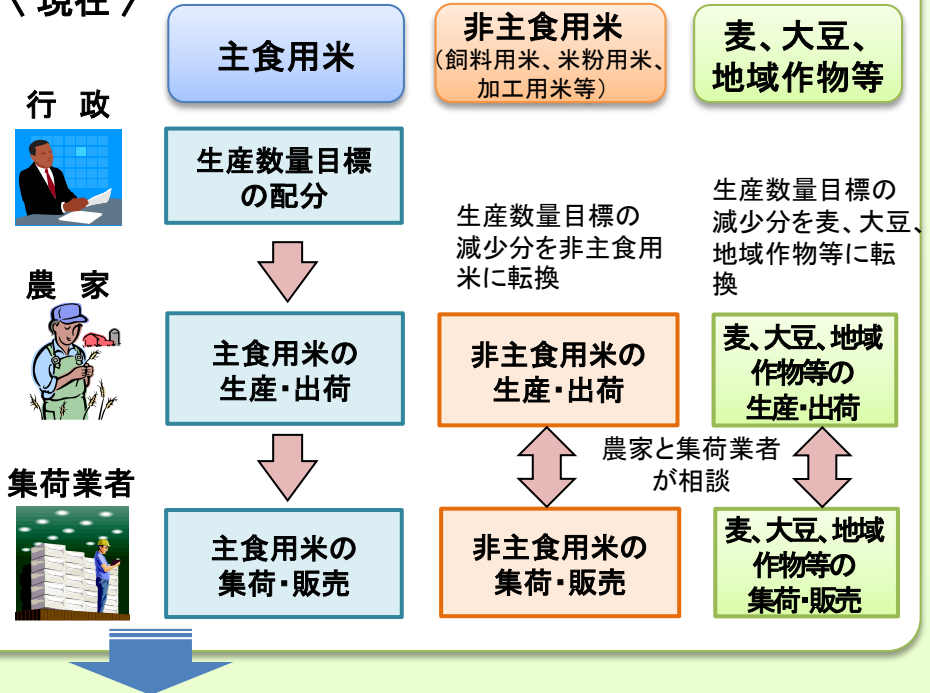 〈 現在 〉
主食用米
非主食用米
(飼料用米、米粉用米、
加工用米等)
麦、大豆、
地域作物等
行 政
生産数量目標
の配分
生産数量目標の
減少分を非主食用
米に転換
生産数量目標の
減少分を麦、大豆、
地域作物等に転
換
農 家
主食用米の
生産・出荷
非主食用米の
生産・出荷
麦、大豆、地域
作物等の
生産・出荷
農家と集荷業者
が相談
集荷業者
主食用米の
集荷・販売
非主食用米の
集荷・販売
麦、大豆、地域
作物等の
集荷・販売